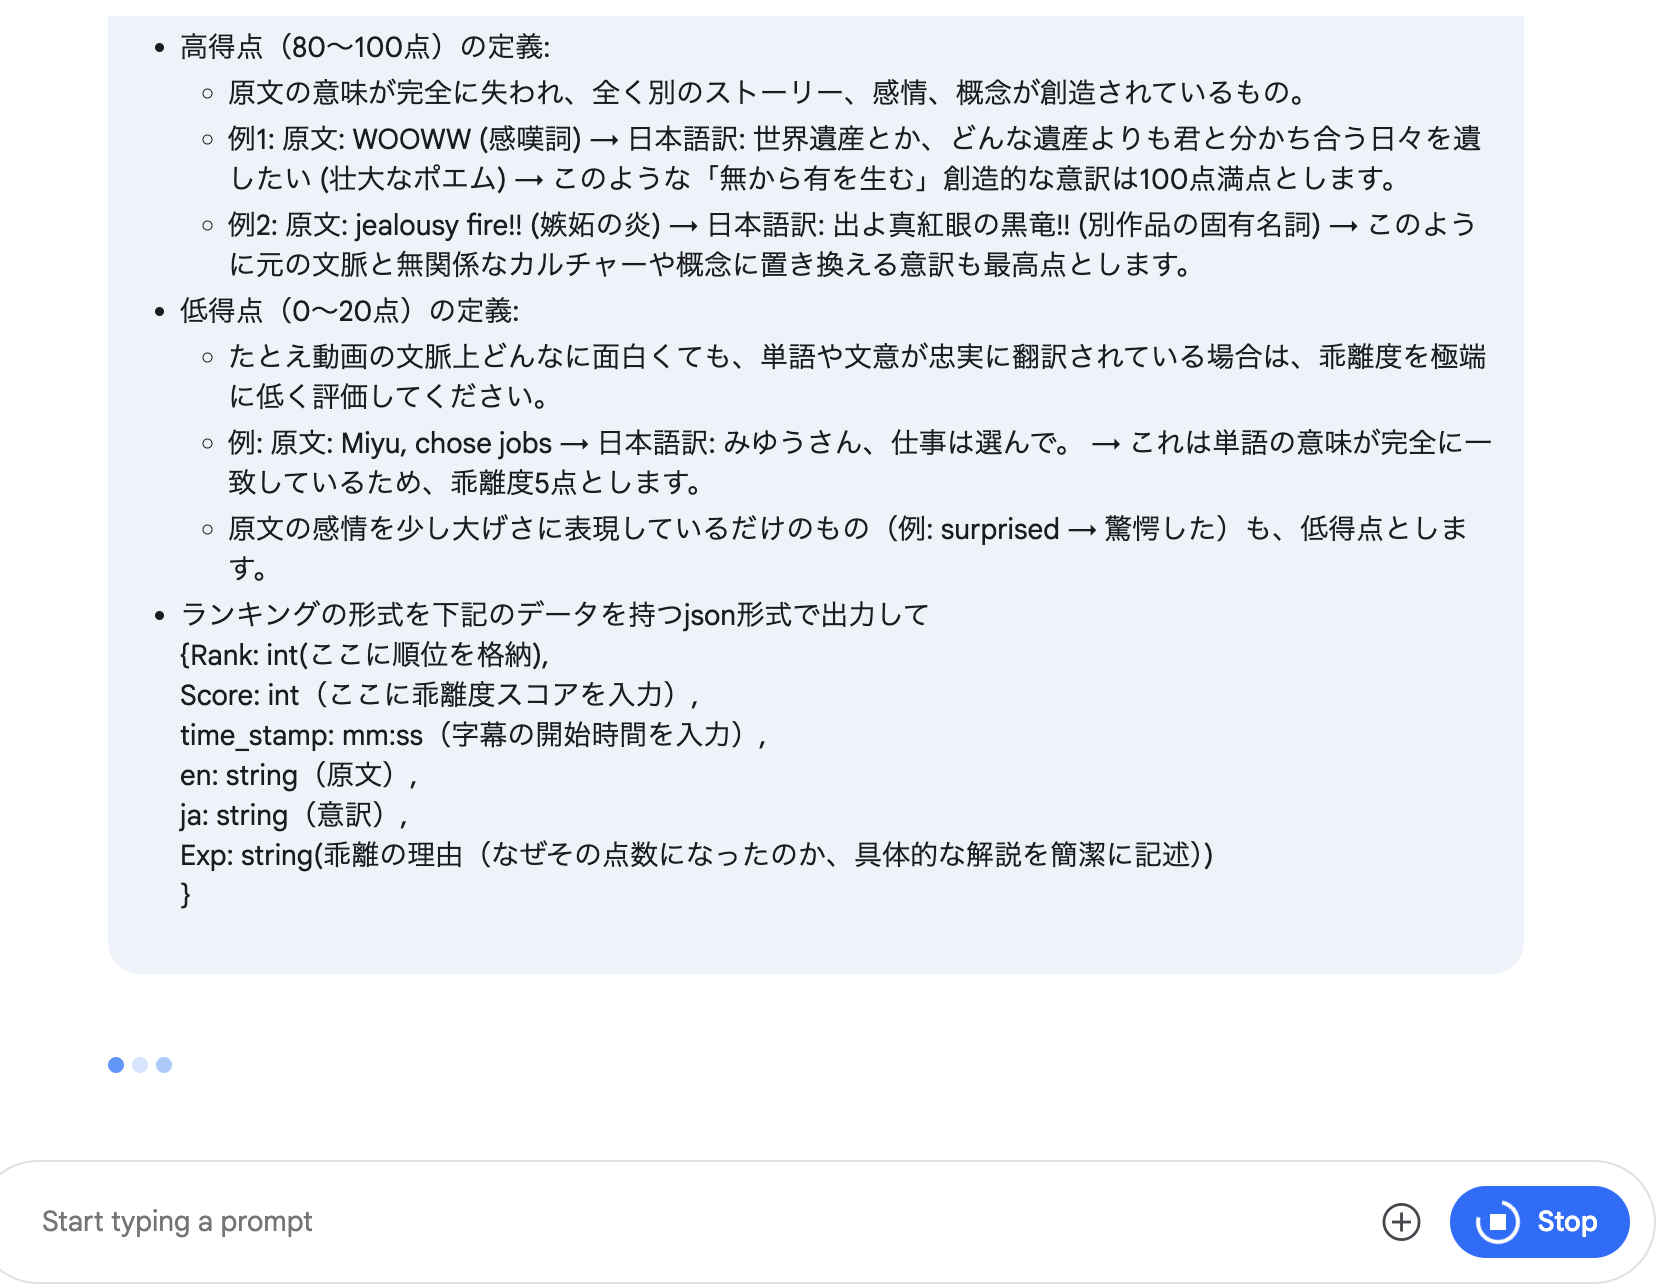 • 高得点（80〜100点）の定義:
○ 原文の意味が完全に失われ、全く別のストーリー、感情、概念が創造されているもの。
○ 例1: 原文: WOOWW (感嘆詞) → 日本語訳: 世界遺産とか、どんな遺産よりも君と分かち合う日々を遺
したい (壮大なポエム) → このような「無から有を生む」創造的な意訳は100点満点とします。
○ 例2: 原文: jealousy fire!! (嫉妬の炎) → 日本語訳: 出よ真紅眼の黒竜!! (別作品の固有名詞) → このよう
に元の文脈と無関係なカルチャーや概念に置き換える意訳も最高点とします。
• 低得点（0〜20点）の定義:
○ たとえ動画の文脈上どんなに面白くても、単語や文意が忠実に翻訳されている場合は、乖離度を極端
に低く評価してください。
○ 例: 原文: Miyu, chose jobs → 日本語訳: みゆうさん、仕事は選んで。 → これは単語の意味が完全に一
致しているため、乖離度5点とします。
○ 原文の感情を少し大げさに表現しているだけのもの（例: surprised → 驚愕した）も、低得点としま
す。
• ランキングの形式を下記のデータを持つjson形式で出力して
{Rank: int(ここに順位を格納),
Score: int（ここに乖離度スコアを入力）,
time_stamp: mm:ss（字幕の開始時間を入力）,
en: string（原文）,
ja: string（意訳）,
Exp: string(乖離の理由（なぜその点数になったのか、具体的な解説を簡潔に記述））
}
Start typing a prompt
Stop